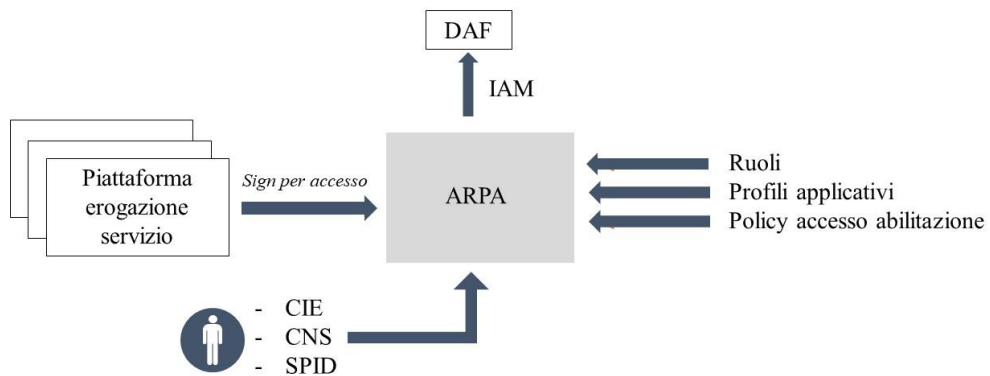 DAF
IAM
Piattaforma
erogazione
servizio
Sign per accesso
ARPA
Ruoli
Profili applicativi
Policy accesso abilitazione
- CIE
- CNS
- SPID